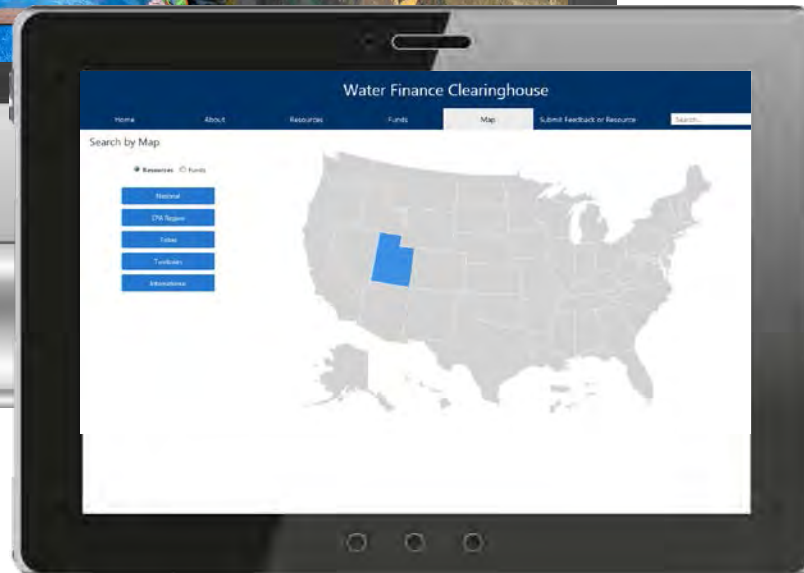 Water Finance Clearinghouse
Home About Resources Funds Map Submit Feedback or Resource Search...
Search by Map
Resources Funds
National
EPA Region
Tribal
Territories
International